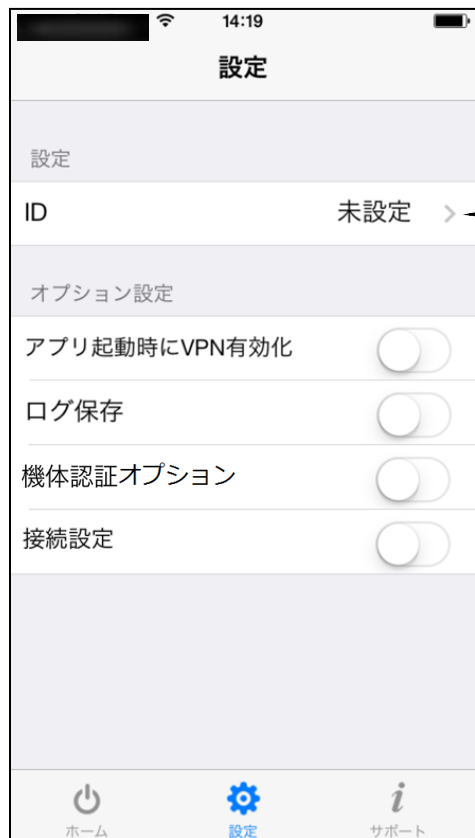 14:19
設定
設定
ID 未設定
オプション設定
アプリ起動時にVPN有効化
ログ保存
機体認証オプション
接続設定
ホーム 設定 サポート